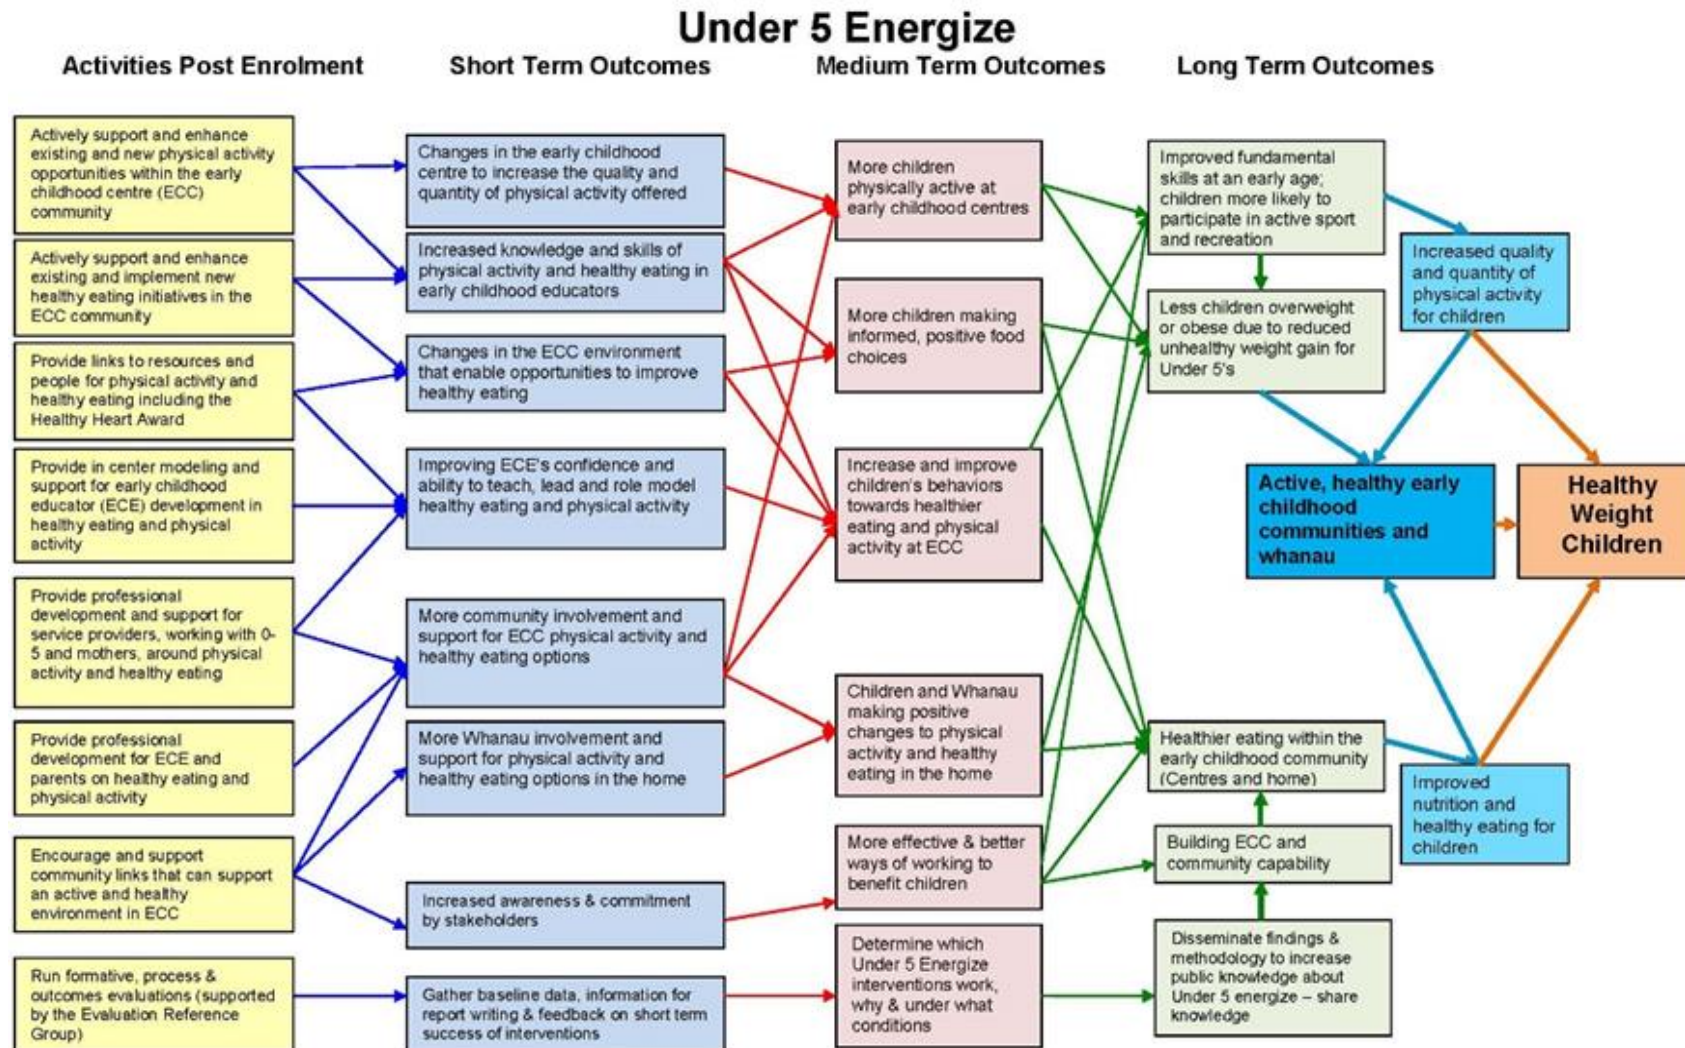 Under 5 Energize
Activities Post Enrolment
Short Term Outcomes
Medium Term Outcomes
Long Term Outcomes
Actively support and enhance
existing and new physical activity
opportunities within the early
childhood centre (ECC)
community
Actively support and enhance
existing and implement new
healthy eating initiatives in the
ECC community
Provide links to resources and
people for physical activity and
healthy eating including the
Healthy Heart Award
Provide in center modeling and
support for early childhood
educator (ECE) development in
healthy eating and physical
activity
Provide professional
development and support for
service providers, working with 0-
5 and mothers, around physical
activity and healthy eating
Provide professional
development for ECE and
parents on healthy eating and
physical activity
Encourage and support
community links that can support
an active and healthy
environment in ECC
Run formative, process &
outcomes evaluations (supported
by the Evaluation Reference
Group)
Changes in the early childhood
centre to increase the quality and
quantity of physical activity offered
Increased knowledge and skills of
physical activity and healthy eating in
early childhood educators
Changes in the ECC environment
that enable opportunities to improve
healthy eating
Improving ECE's confidence and
ability to teach, lead and role model
healthy eating and physical activity
More community involvement and
support for ECC physical activity and
healthy eating options
More Whanau involvement and
support for physical activity and
healthy eating options in the home
Increased awareness & commitment
by stakeholders
Gather baseline data, information for
report writing & feedback on short term
success of interventions
More children
physically active at
early childhood centres
More children making
informed, positive food
choices
Increase and improve
children's behaviors
towards healthier
eating and physical
activity at ECC
Children and Whanau
making positive
changes to physical
activity and healthy
eating in the home
More effective & better
ways of working to
benefit children
Determine which
Under 5 Energize
interventions work,
why & under what
conditions
Improved fundamental
skills at an early age;
children more likely to
participate in active sport
and recreation
Less children overweight
or obese due to reduced
unhealthy weight gain for
Under 5's
Healthier eating within the
early childhood community
(Centres and home)
Building ECC and
community capability
Disseminate findings &
methodology to increase
public knowledge about
Under 5 energize – share
knowledge
Increased quality
and quantity of
physical activity
for children
Active, healthy early
childhood
communities and
whanau
Healthy
Weight
Children
Improved
nutrition and
healthy eating for
children